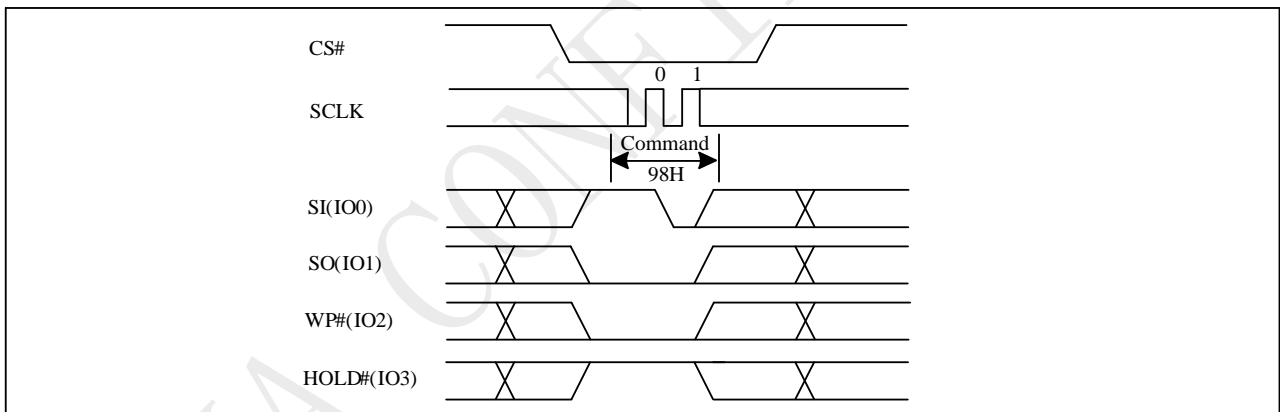 CS#
0 1
SCLK
Command
98H
SI(IO0)
SO(IO1)
WP#(IO2)
HOLD#(IO3)